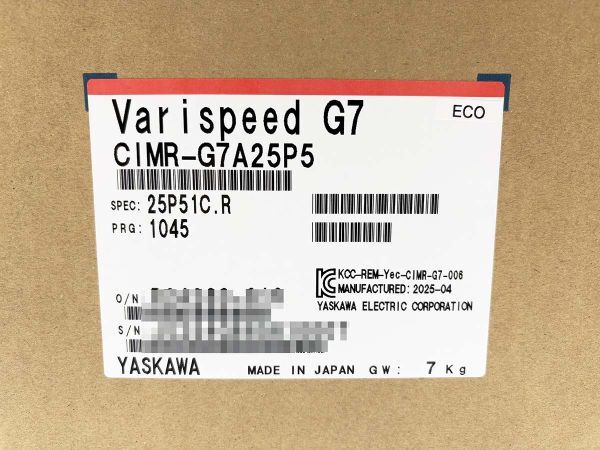 Varispeed G7
ECO
CIMR-G7A25P5
SPEC: 25P51C.R
PRG: 1045
KCC-REM-Yec-CIMR-G7-006
MANUFACTURED: 2025-04
YASKAWA ELECTRIC CORPORATION
O/N
S/N
YASKAWA MADE IN JAPAN GW: 7 Kg